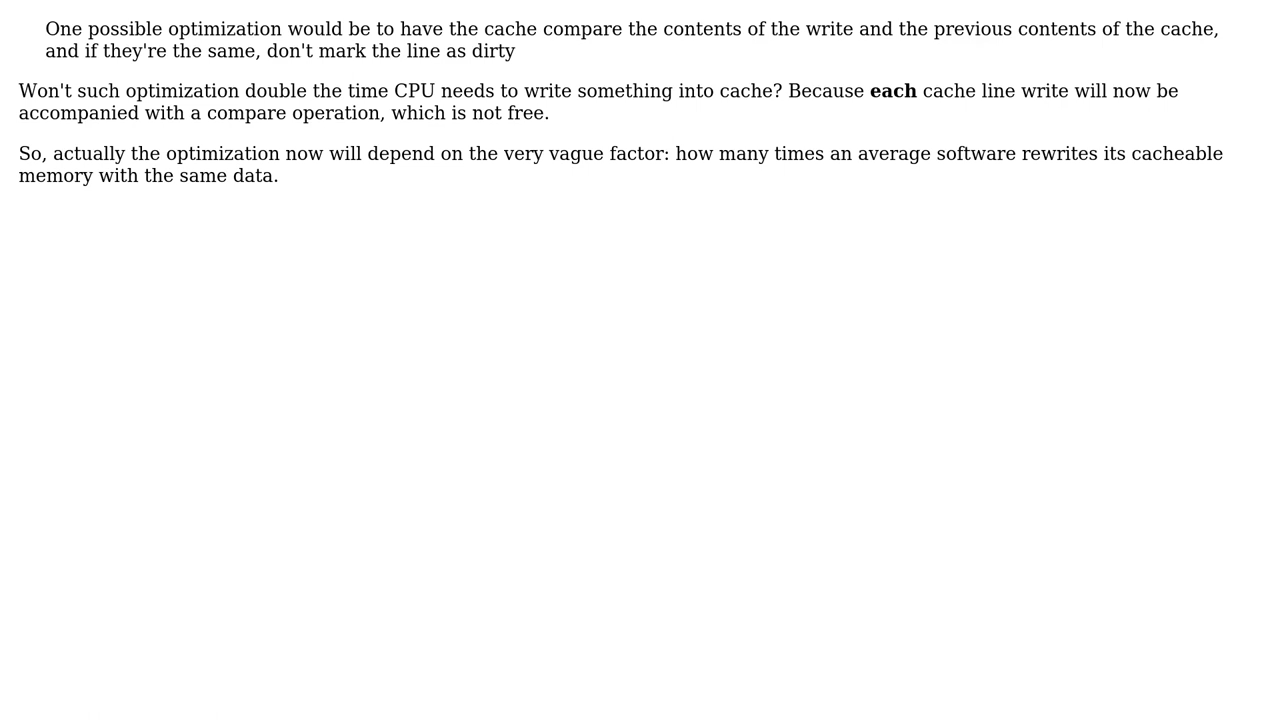 One possible optimization would be to have the cache compare the contents of the write and the previous contents of the cache,
and if they're the same, don't mark the line as dirty
Won't such optimization double the time CPU needs to write something into cache? Because each cache line write will now be
accompanied with a compare operation, which is not free.
So, actually the optimization now will depend on the very vague factor: how many times an average software rewrites its cacheable
memory with the same data.